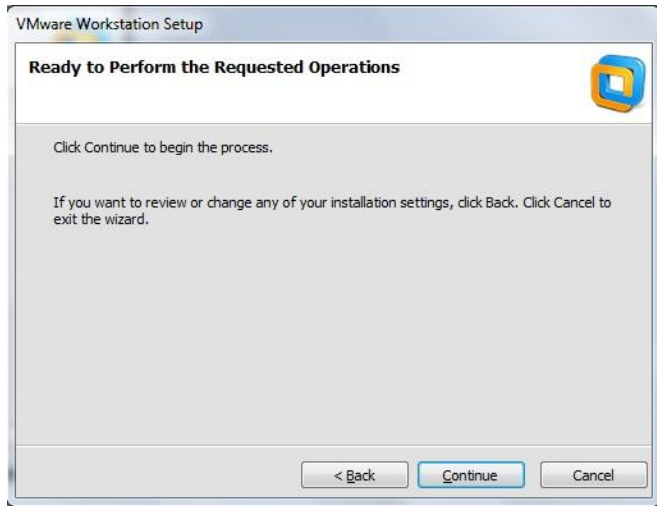 VMware Workstation Setup
Ready to Perform the Requested Operations
Click Continue to begin the process.
If you want to review or change any of your installation settings, click Back. Click Cancel to
exit the wizard.
< Back Continue Cancel